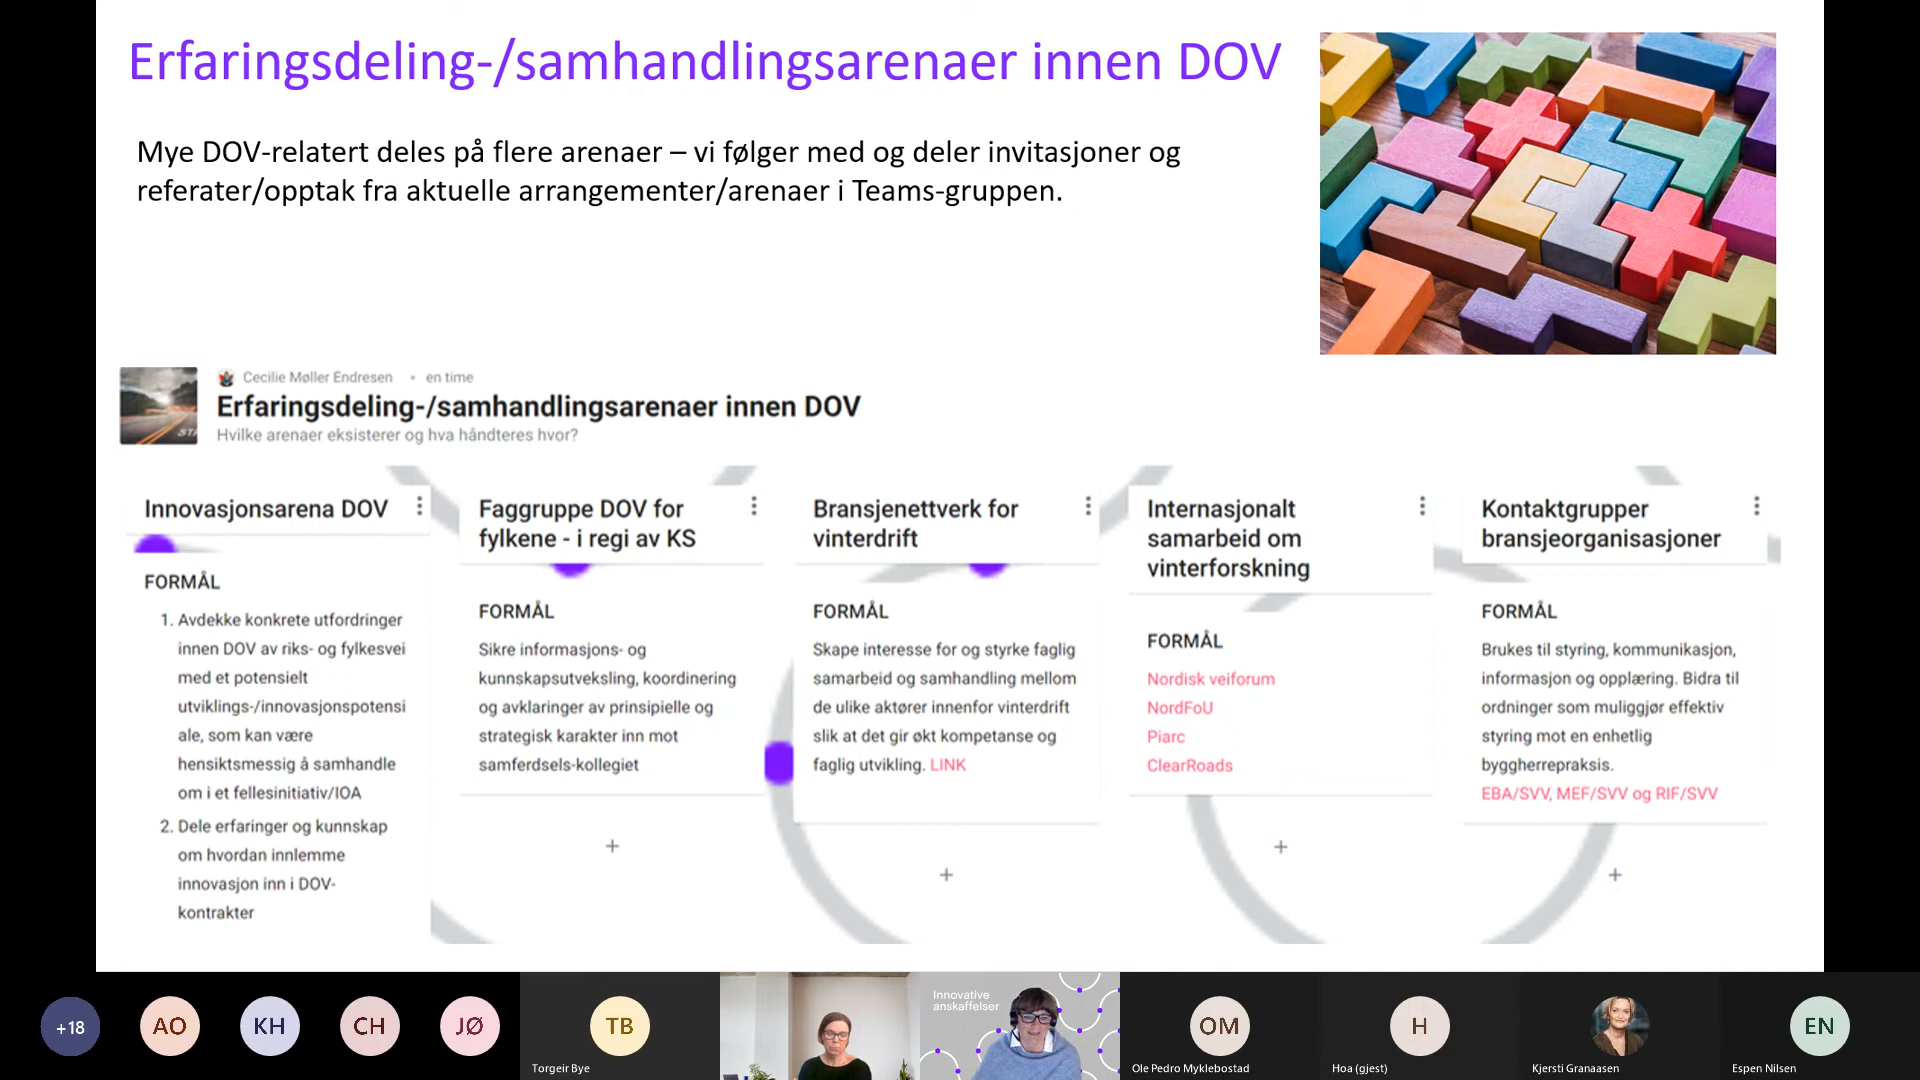 Erfaringsdeling-/samhandlingsarenaer innen DOV
Mye DOV-relatert deles på flere arenaer – vi følger med og deler invitasjoner og
referater/opptak fra aktuelle arrangementer/arenaer i Teams-gruppen.
Cecilie Møller Endresen • en time
Erfaringsdeling-/samhandlingsarenaer innen DOV
Hvilke arenaer eksisterer og hva håndteres hvor?
Innovasjonsarena DOV
FORMÅL
1. Avdekke konkrete utfordringer
innen DOV av riks- og fylkesvei
med et potensielt
utviklings-/innovasjonspotensi
ale, som kan være
hensiktsmessig å samhandle
om i et fellesinitiativ/IOA
2. Dele erfaringer og kunnskap
om hvordan innlemme
innovasjon inn i DOV-
kontrakter
Faggruppe DOV for
fylkene - i regi av KS
FORMÅL
Sikre informasjons- og
kunnskapsutveksling, koordinering
og avklaringer av prinsipielle og
strategisk karakter inn mot
samferdsels-kollegiet
+
Bransjenettverk for
vinterdrift
FORMÅL
Skape interesse for og styrke faglig
samarbeid og samhandling mellom
de ulike aktører innenfor vinterdrift
slik at det gir økt kompetanse og
faglig utvikling. LINK
+
Internasjonalt
samarbeid om
vinterforskning
FORMÅL
Nordisk veiforum
NordFoU
Piarc
ClearRoads
+
Kontaktgrupper
bransjeorganisasjoner
FORMÅL
Brukes til styring, kommunikasjon,
informasjon og opplæring. Bidra til
ordninger som muliggjør effektiv
styring mot en enhetlig
byggherrepraksis.
EBA/SVV, MEF/SVV og RIF/SVV
+
+18
AO
KH
CH
JØ
TB
Torgeir Bye
Innovative
anskaffelser
OM
Ole Pedro Myklebostad
H
Hoa (gjest)
Kjersti Granaasen
EN
Espen Nilsen